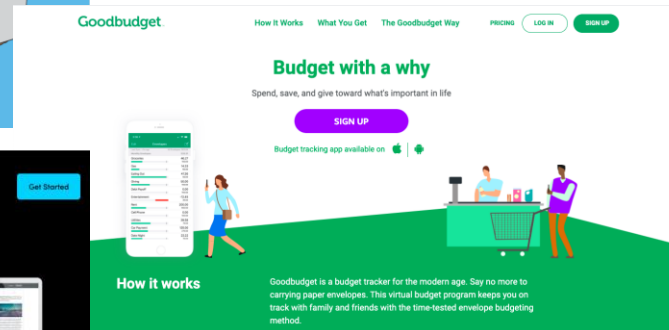 Goodbudget
How It Works What You Get The Goodbudget Way PRICING LOG IN SIGN UP
Budget with a why
Spend, save, and give toward what's important in life
SIGN UP
Budget tracking app available on
Get Started
How it works
Goodbudget is a budget tracker for the modern age. Say no more to
carrying paper envelopes. This virtual budget program keeps you on
track with family and friends with the time-tested envelope budgeting
method.